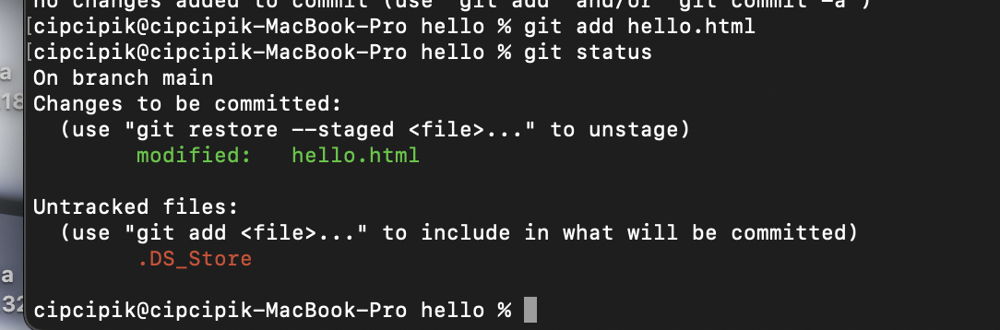 no changes added to commit (use "git add" and/or "git commit -a")
[cipcipik@cipcipik-MacBook-Pro hello % git add hello.html
[cipcipik@cipcipik-MacBook-Pro hello % git status
On branch main
Changes to be committed:
(use "git restore --staged <file>..." to unstage)
modified: hello.html
Untracked files:
(use "git add <file>..." to include in what will be committed)
.DS_Store
cipcipik@cipcipik-MacBook-Pro hello %
a
18
a
32